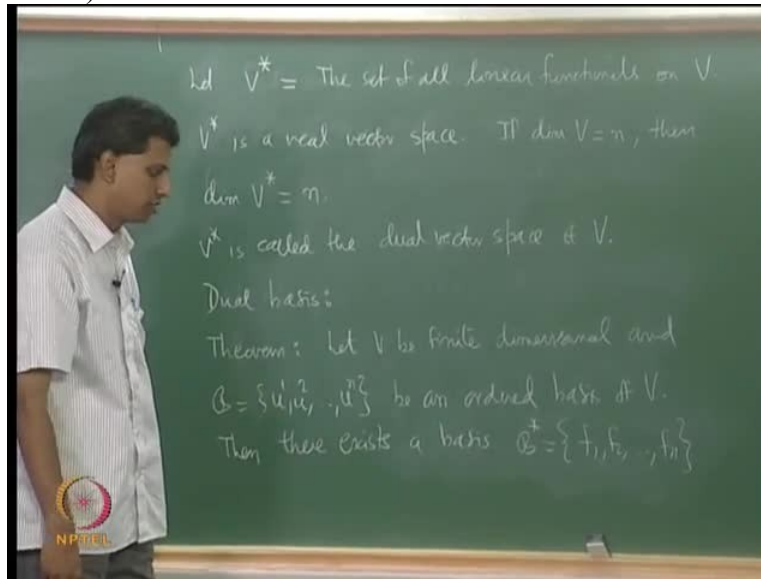 Let V* = The set of all linear functionals on V.
V* is a real vector space. If dim V = n, then
dim V* = n.
V* is called the dual vector space of V.
Dual basis:
Theorem: Let V be finite dimensional and
B = {u¹, u², ., uⁿ} be an ordered basis of V.
Then there exists a basis B* = {f₁, f₂, .., fₙ}
NPTEL